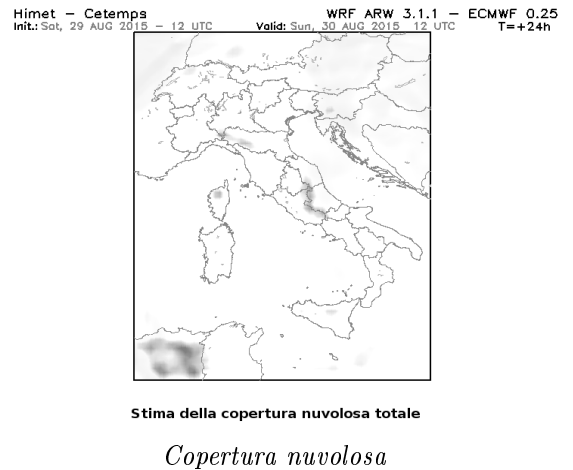 Himet – Cetemps WRF ARW 3.1.1 – ECMWF 0.25
Init.: Sat, 29 AUG 2015 – 12 UTC Valid: Sun, 30 AUG 2015 12 UTC T=+24h
Stima della copertura nuvolosa totale
Copertura nuvolosa